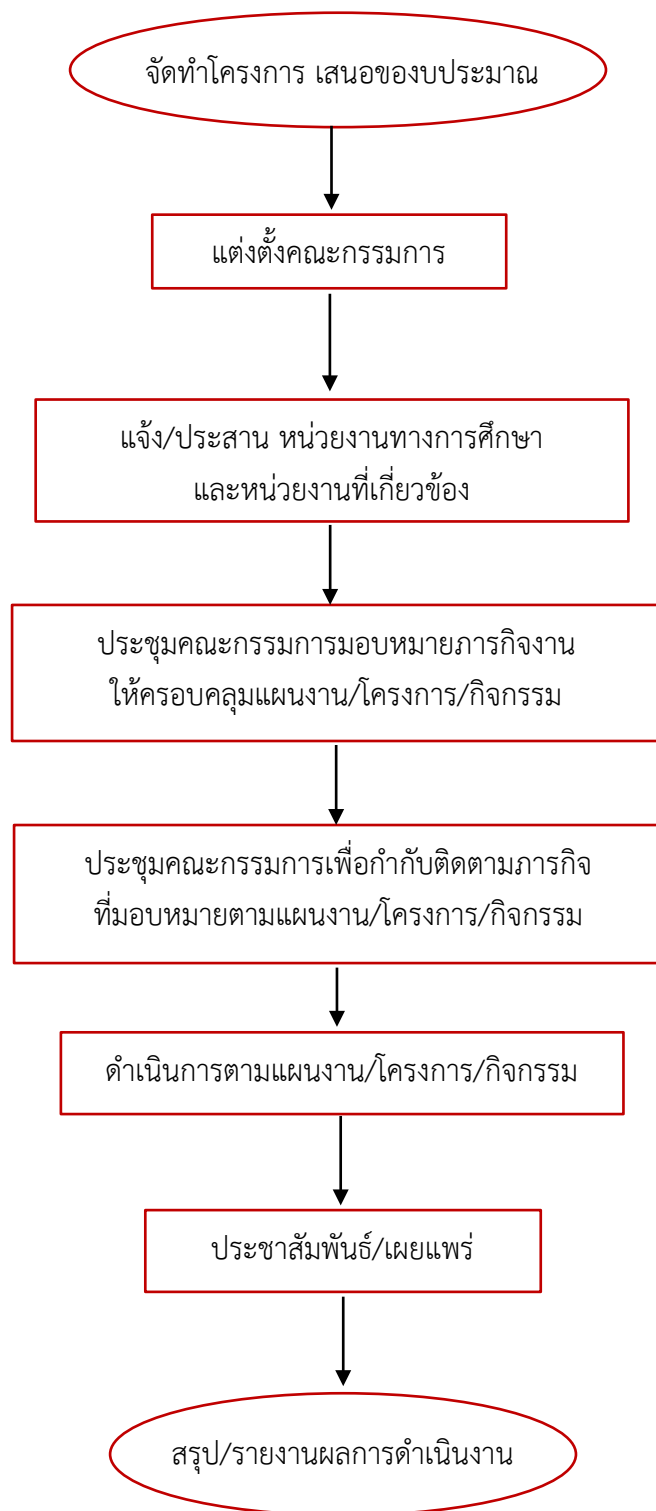 จัดทำโครงการ เสนอของบประมาณ
แต่งตั้งคณะกรรมการ
แจ้ง/ประสาน หน่วยงานทางการศึกษา
และหน่วยงานที่เกี่ยวข้อง
ประชุมคณะกรรมการมอบหมายภารกิจงาน
ให้ครอบคลุมแผนงาน/โครงการ/กิจกรรม
ประชุมคณะกรรมการเพื่อกำกับติดตามภารกิจ
ที่มอบหมายตามแผนงาน/โครงการ/กิจกรรม
ดำเนินการตามแผนงาน/โครงการ/กิจกรรม
ประชาสัมพันธ์/เผยแพร่
สรุป/รายงานผลการดำเนินงาน